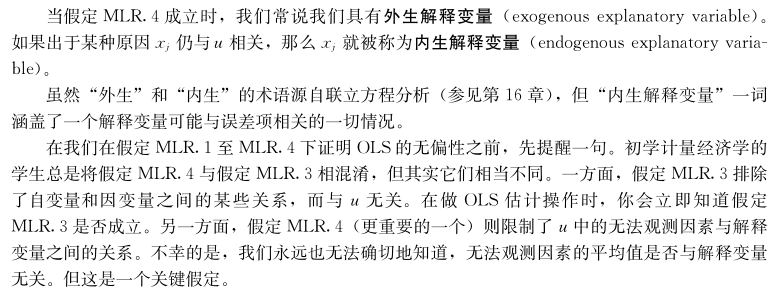 当假定 MLR.4 成立时，我们常说我们具有外生解释变量（exogenous explanatory variable）。
如果出于某种原因 xj 仍与 u 相关，那么 xj 就被称为内生解释变量（endogenous explanatory varia-
ble）。
虽然“外生”和“内生”的术语源自联立方程分析（参见第 16 章），但“内生解释变量”一词
涵盖了一个解释变量可能与误差项相关的一切情况。
在我们在假定 MLR.1 至 MLR.4 下证明 OLS 的无偏性之前，先提醒一句。初学计量经济学的
学生总是将假定 MLR.4 与假定 MLR.3 相混淆，但其实它们相当不同。一方面，假定 MLR.3 排除
了自变量和因变量之间的某些关系，而与 u 无关。在做 OLS 估计操作时，你会立即知道假定
MLR.3 是否成立。另一方面，假定 MLR.4（更重要的一个）则限制了 u 中的无法观测因素与解释
变量之间的关系。不幸的是，我们永远也无法确切地知道，无法观测因素的平均值是否与解释变量
无关。但这是一个关键假定。